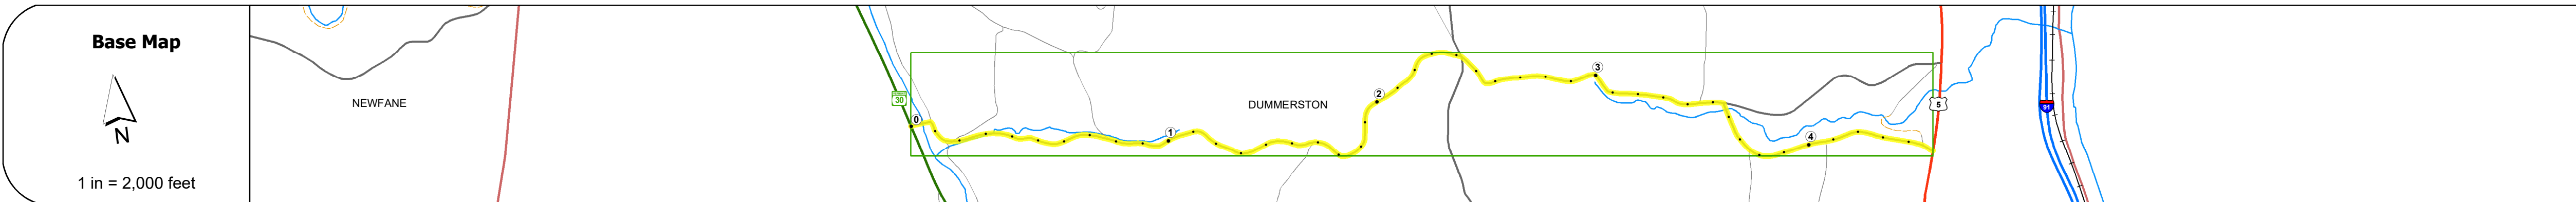 Base Map
N
1 in = 2,000 feet
NEWFANE
30
0
1
DUMMERSTON
2
3
4
5
91